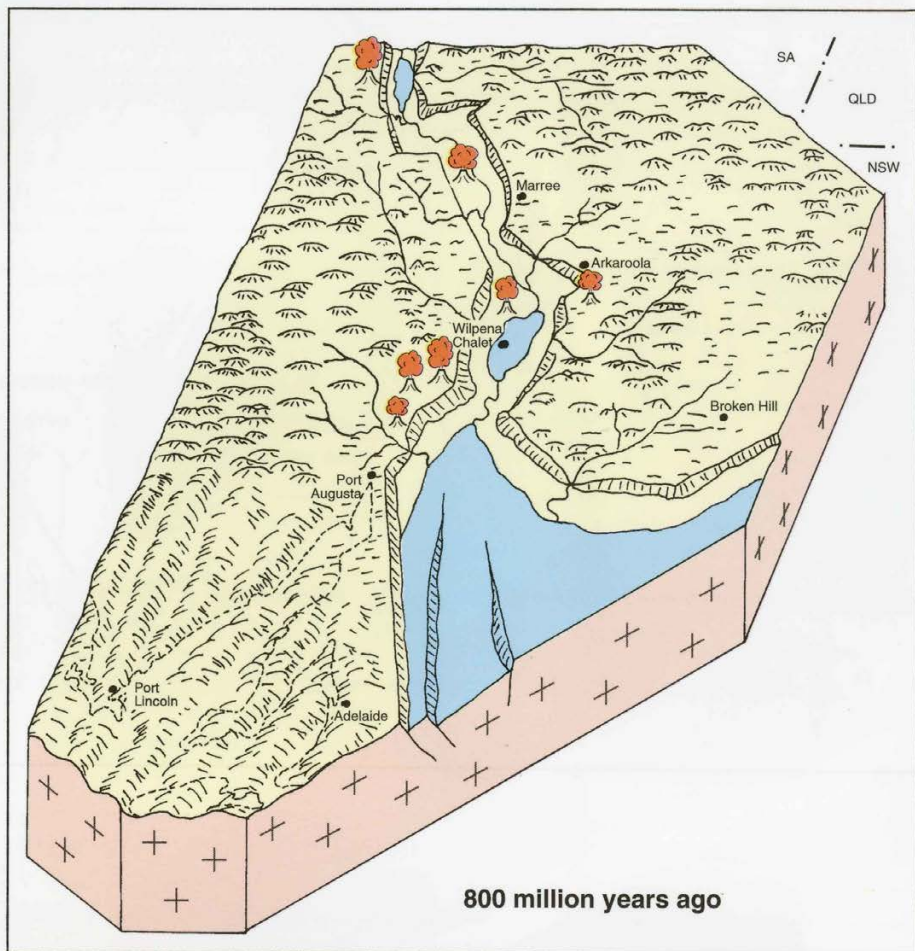 SA
QLD
NSW
Marree
Arkaroola
Wilpena
Chalet
Broken Hill
Port
Augusta
Port
Lincoln
Adelaide
800 million years ago